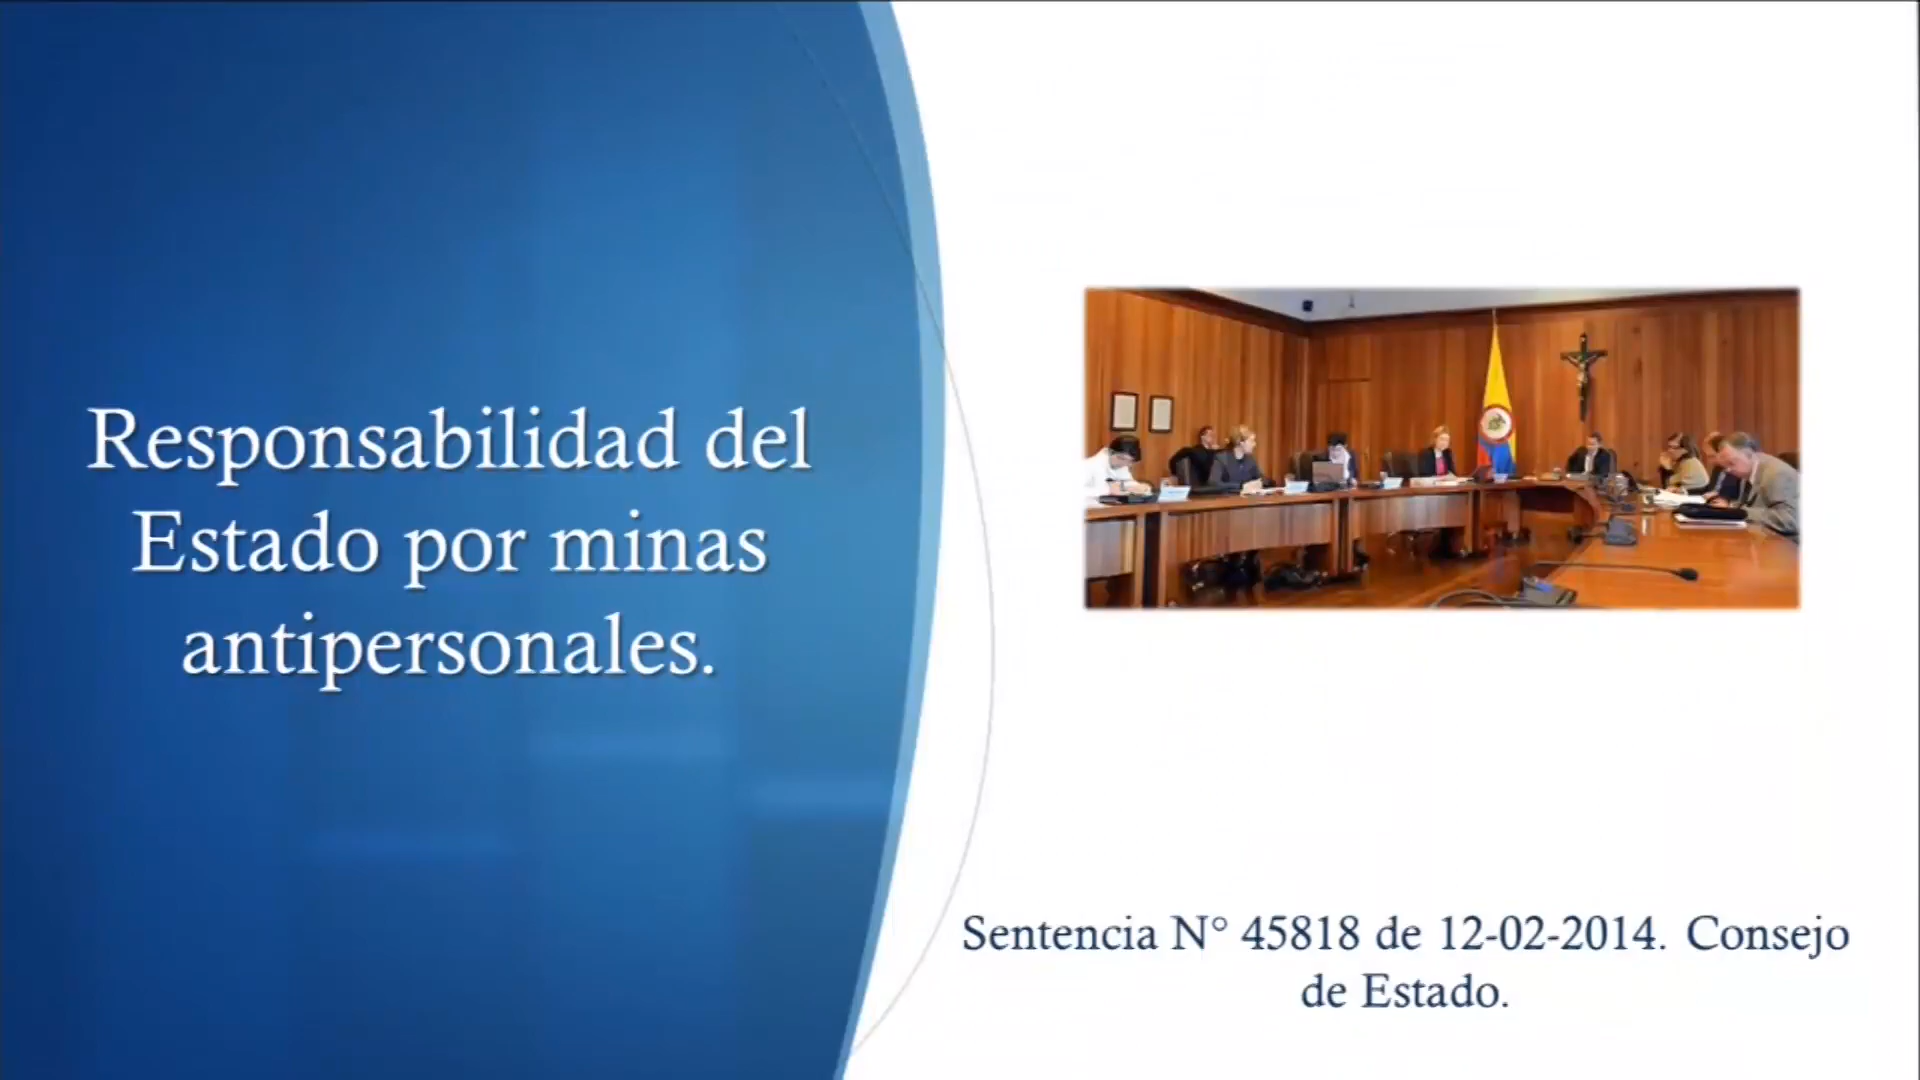 Responsabilidad del
Estado por minas
antipersonales.
Sentencia N° 45818 de 12-02-2014. Consejo
de Estado.